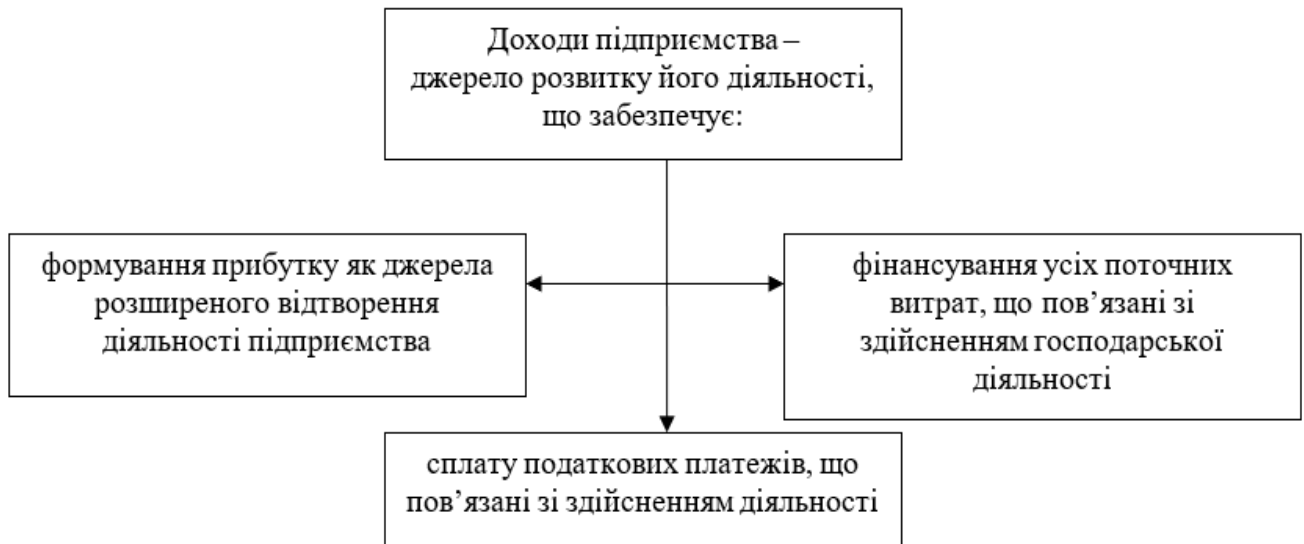 Доходи підприємства –
джерело розвитку його діяльності,
що забезпечує:
формування прибутку як джерела
розширеного відтворення
діяльності підприємства
фінансування усіх поточних
витрат, що пов’язані зі
здійсненням господарської
діяльності
сплату податкових платежів, що
пов’язані зі здійсненням діяльності